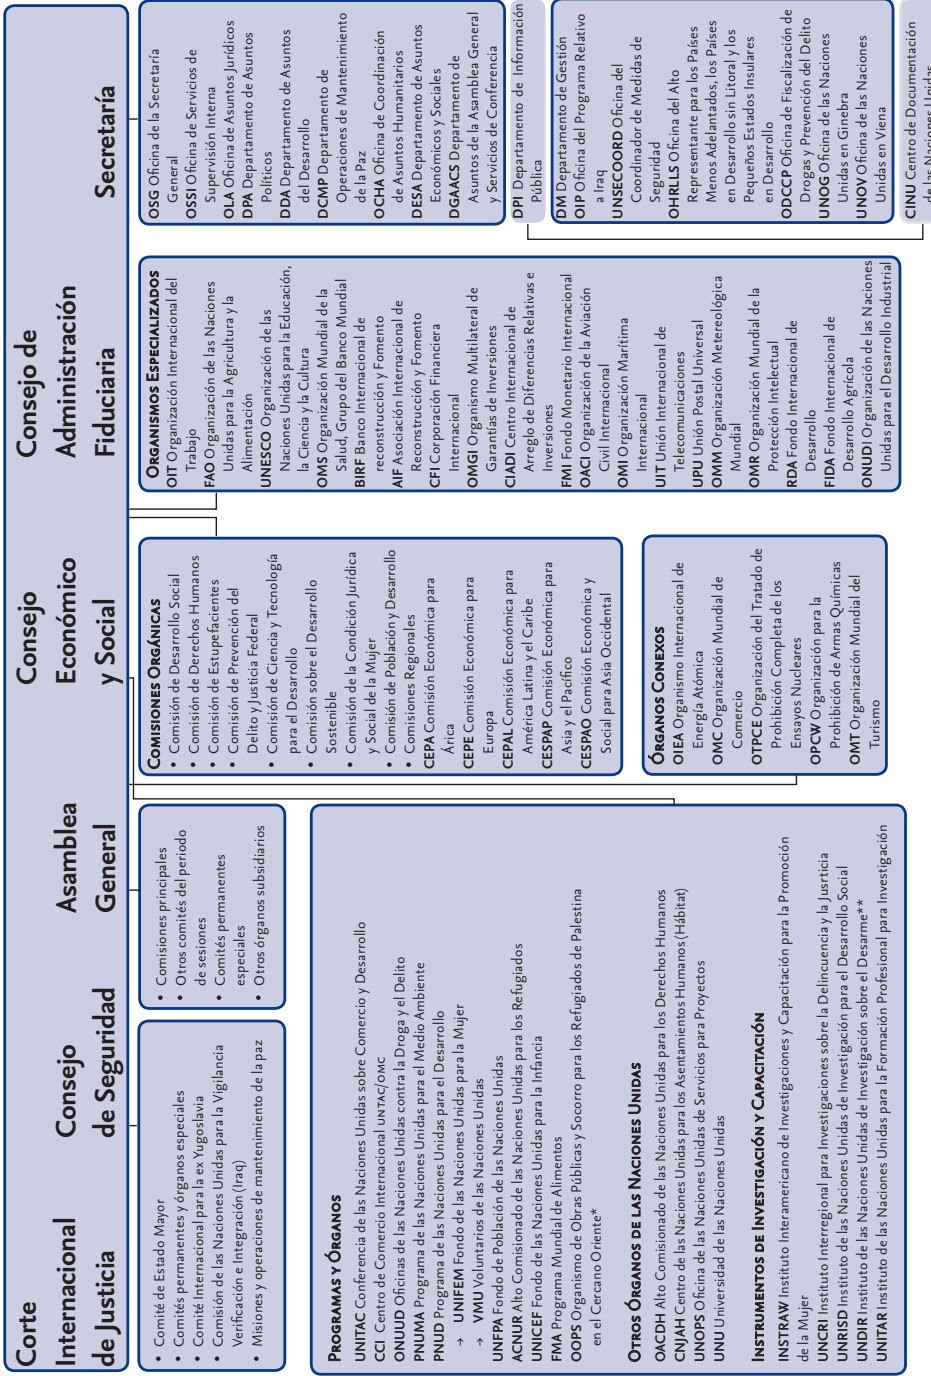 Corte
Internacional
de Justicia
Consejo
de Seguridad
Asamblea
General
Consejo
Económico
y Social
Consejo de
Administración
Fiduciaria
Secretaría
• Comité de Estado Mayor
• Comités permanentes y órganos especiales
• Comité Internacional para la ex Yugoslavia
• Comisión de las Naciones Unidas para la Vigilancia
Verificación e Integración (Iraq)
• Misiones y operaciones de mantenimiento de la paz
• Comisiones principales
• Otros comités del periodo
de sesiones
• Comités permanentes
especiales
• Otros órganos subsidiarios
PROGRAMAS Y ÓRGANOS
UNITAC Conferencia de las Naciones Unidas sobre Comercio y Desarrollo
CCI Centro de Comercio Internacional UNTAC/OMC
ONUUD Oficinas de las Naciones Unidas contra la Droga y el Delito
PNUMA Programa de las Naciones Unidas para el Medio Ambiente
PNUD Programa de las Naciones Unidas para el Desarrollo
→ UNIFEM Fondo de las Naciones Unidas para la Mujer
→ VMU Voluntarios de las Naciones Unidas
UNFPA Fondo de Población de las Naciones Unidas
ACNUR Alto Comisionado de las Naciones Unidas para los Refugiados
UNICEF Fondo de las Naciones Unidas para la Infancia
FMA Programa Mundial de Alimentos
OOPS Organismo de Obras Públicas y Socorro para los Refugiados de Palestina
en el Cercano Oriente*
OTROS ÓRGANOS DE LAS NACIONES UNIDAS
OACDH Alto Comisionado de las Naciones Unidas para los Derechos Humanos
CNJAH Centro de las Naciones Unidas para los Asentamientos Humanos (Hábitat)
UNOPS Oficina de las Naciones Unidas de Servicios para Proyectos
UNU Universidad de las Naciones Unidas
INSTRUMENTOS DE INVESTIGACIÓN Y CAPACITACIÓN
INSTRAW Instituto Interamericano de Investigaciones y Capacitación para la Promoción
de la Mujer
UNCRI Instituto Interregional para Investigaciones sobre la Delincuencia y la Jusrticia
UNRISD Instituto de las Naciones Unidas de Investigación para el Desarrollo Social
UNDIR Instituto de las Naciones Unidas de Investigación sobre el Desarme**
UNITAR Instituto de las Naciones Unidas para la Formación Profesional para Investigación
COMISIONES ORGÁNICAS
• Comisión de Desarrollo Social
• Comisión de Derechos Humanos
• Comisión de Estupefacientes
• Comisión de Prevención del
Delito y Justicia Federal
• Comisión de Ciencia y Tecnología
para el Desarrollo
• Comisión sobre el Desarrollo
Sostenible
• Comisión de la Condición Jurídica
y Social de la Mujer
• Comisión de Población y Desarrollo
• Comisiones Regionales
CEPA Comisión Económica para
Árica
CEPE Comisión Económica para
Europa
CEPAL Comisión Económica para
América Latina y el Caribe
CESPAP Comisión Económica para
Asia y el Pacífico
CESPAO Comisión Económica y
Social para Asia Occidental
ÓRGANOS CONEXOS
OIEA Organismo Internacional de
Energía Atómica
OMC Organización Mundial de
Comercio
OTPCE Organización del Tratado de
Prohibición Completa de los
Ensayos Nucleares
OPCW Organización para la
Prohibición de Armas Químicas
OMT Organización Mundial del
Turismo
ORGANISMOS ESPECIALIZADOS
OIT Organización Internacional del
Trabajo
FAO Organización de las Naciones
Unidas para la Agricultura y la
Alimentación
UNESCO Organización de las
Naciones Unidas para la Educación,
la Ciencia y la Cultura
OMS Organización Mundial de la
Salud, Grupo del Banco Mundial
BIRF Banco Internacional de
reconstrucción y Fomento
AIF Asociación Internacional de
Reconstrucción y Fomento
CFI Corporación Financiera
Internacional
OMGI Organismo Multilateral de
Garantías de Inversiones
CIADI Centro Internacional de
Arreglo de Diferencias Relativas e
Inversiones
FMI Fondo Monetario Internacional
OACI Organización de la Aviación
Civil Internacional
OMI Organización Marítima
Internacional
UIT Unión Internacional de
Telecomunicaciones
UPU Unión Postal Universal
OMM Organización Metereológica
Mundial
OMR Organización Mundial de la
Protección Intelectual
RDA Fondo Internacional de
Desarrollo
FIDA Fondo Internacional de
Desarrollo Agrícola
ONUDI Organización de las Naciones
Unidas para el Desarrollo Industrial
OSG Oficina de la Secretaría
General
OSSI Oficina de Servicios de
Supervisión Interna
OLA Oficina de Asuntos Jurídicos
DPA Departamento de Asuntos
Políticos
DDA Departamento de Asuntos
del Desarrollo
DCMP Departamento de
Operaciones de Mantenimiento
de la Paz
OCHA Oficina de Coordinación
de Asuntos Humanitarios
DESA Departamento de Asuntos
Económicos y Sociales
DGAACS Departamento de
Asuntos de la Asamblea General
y Servicios de Conferencia
DPI Departamento de Información
Pública
DM Departamento de Gestión
OIP Oficina del Programa Relativo
a Iraq
UNSECOORD Oficina del
Coordinador de Medidas de
Seguridad
OHRLLS Oficina del Alto
Representante para los Países
Menos Adelantados, los Países
en Desarrollo sin Litoral y los
Pequeños Estados Insulares
en Desarrollo
ODCCP Oficina de Fiscalización de
Drogas y Prevención del Delito
UNOG Oficina de las Naciones
Unidas en Ginebra
UNOV Oficina de las Naciones
Unidas en Viena
CINU Centro de Documentación
de las Naciones Unidas